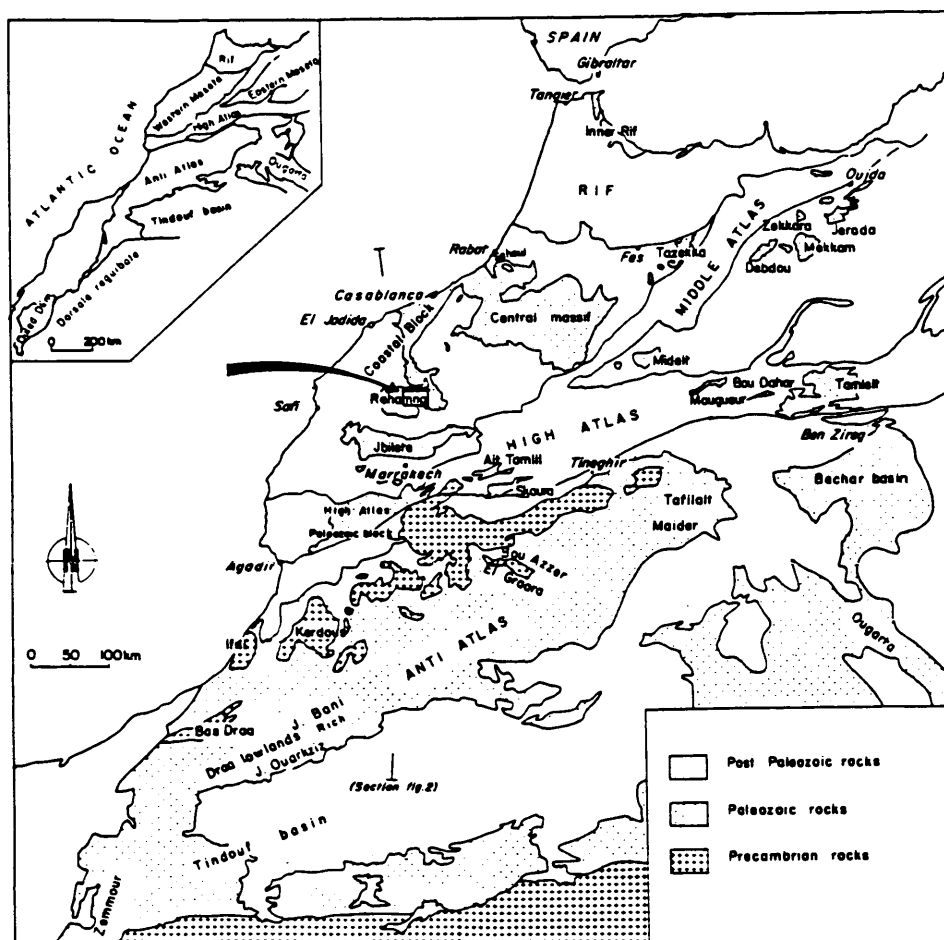 Rif
Western Meseta
Eastern Meseta
High Atlas
ATLANTIC OCEAN
Anti Atlas
Ougarta
Tindouf basin
Dorsale reguibate
0 200km
SPAIN
Gibraltar
Tangier
Inner Rif
RIF
Oujda
Zekkara
Jerada
Mekkam
Debdou
MIDDLE ATLAS
Rabat
Sehoul
Fes
Tazekka
Casablanca
El Jadida
Coastal Block
Central massif
Midelt
Rehamna
Safi
Bou Dahar
Tamlelt
Mougueur
HIGH ATLAS
Ben Zireg
Jbilete
Ait Tamlil
Tineghir
Marrakech
Skoura
Bechar basin
Tafilalt
Maider
High Atlas
Paleozoic block
N
Agadir
Bou Azzer
El Graara
Ougarta
Ifni
Kerdous
0 50 100km
ANTI ATLAS
Bas Draa
J. Bani
Draa lowlands Rich
J. Ouarkziz
(Section fig.2)
Tindouf basin
Zemmour
Post Paleozoic rocks
Paleozoic rocks
Precambrian rocks